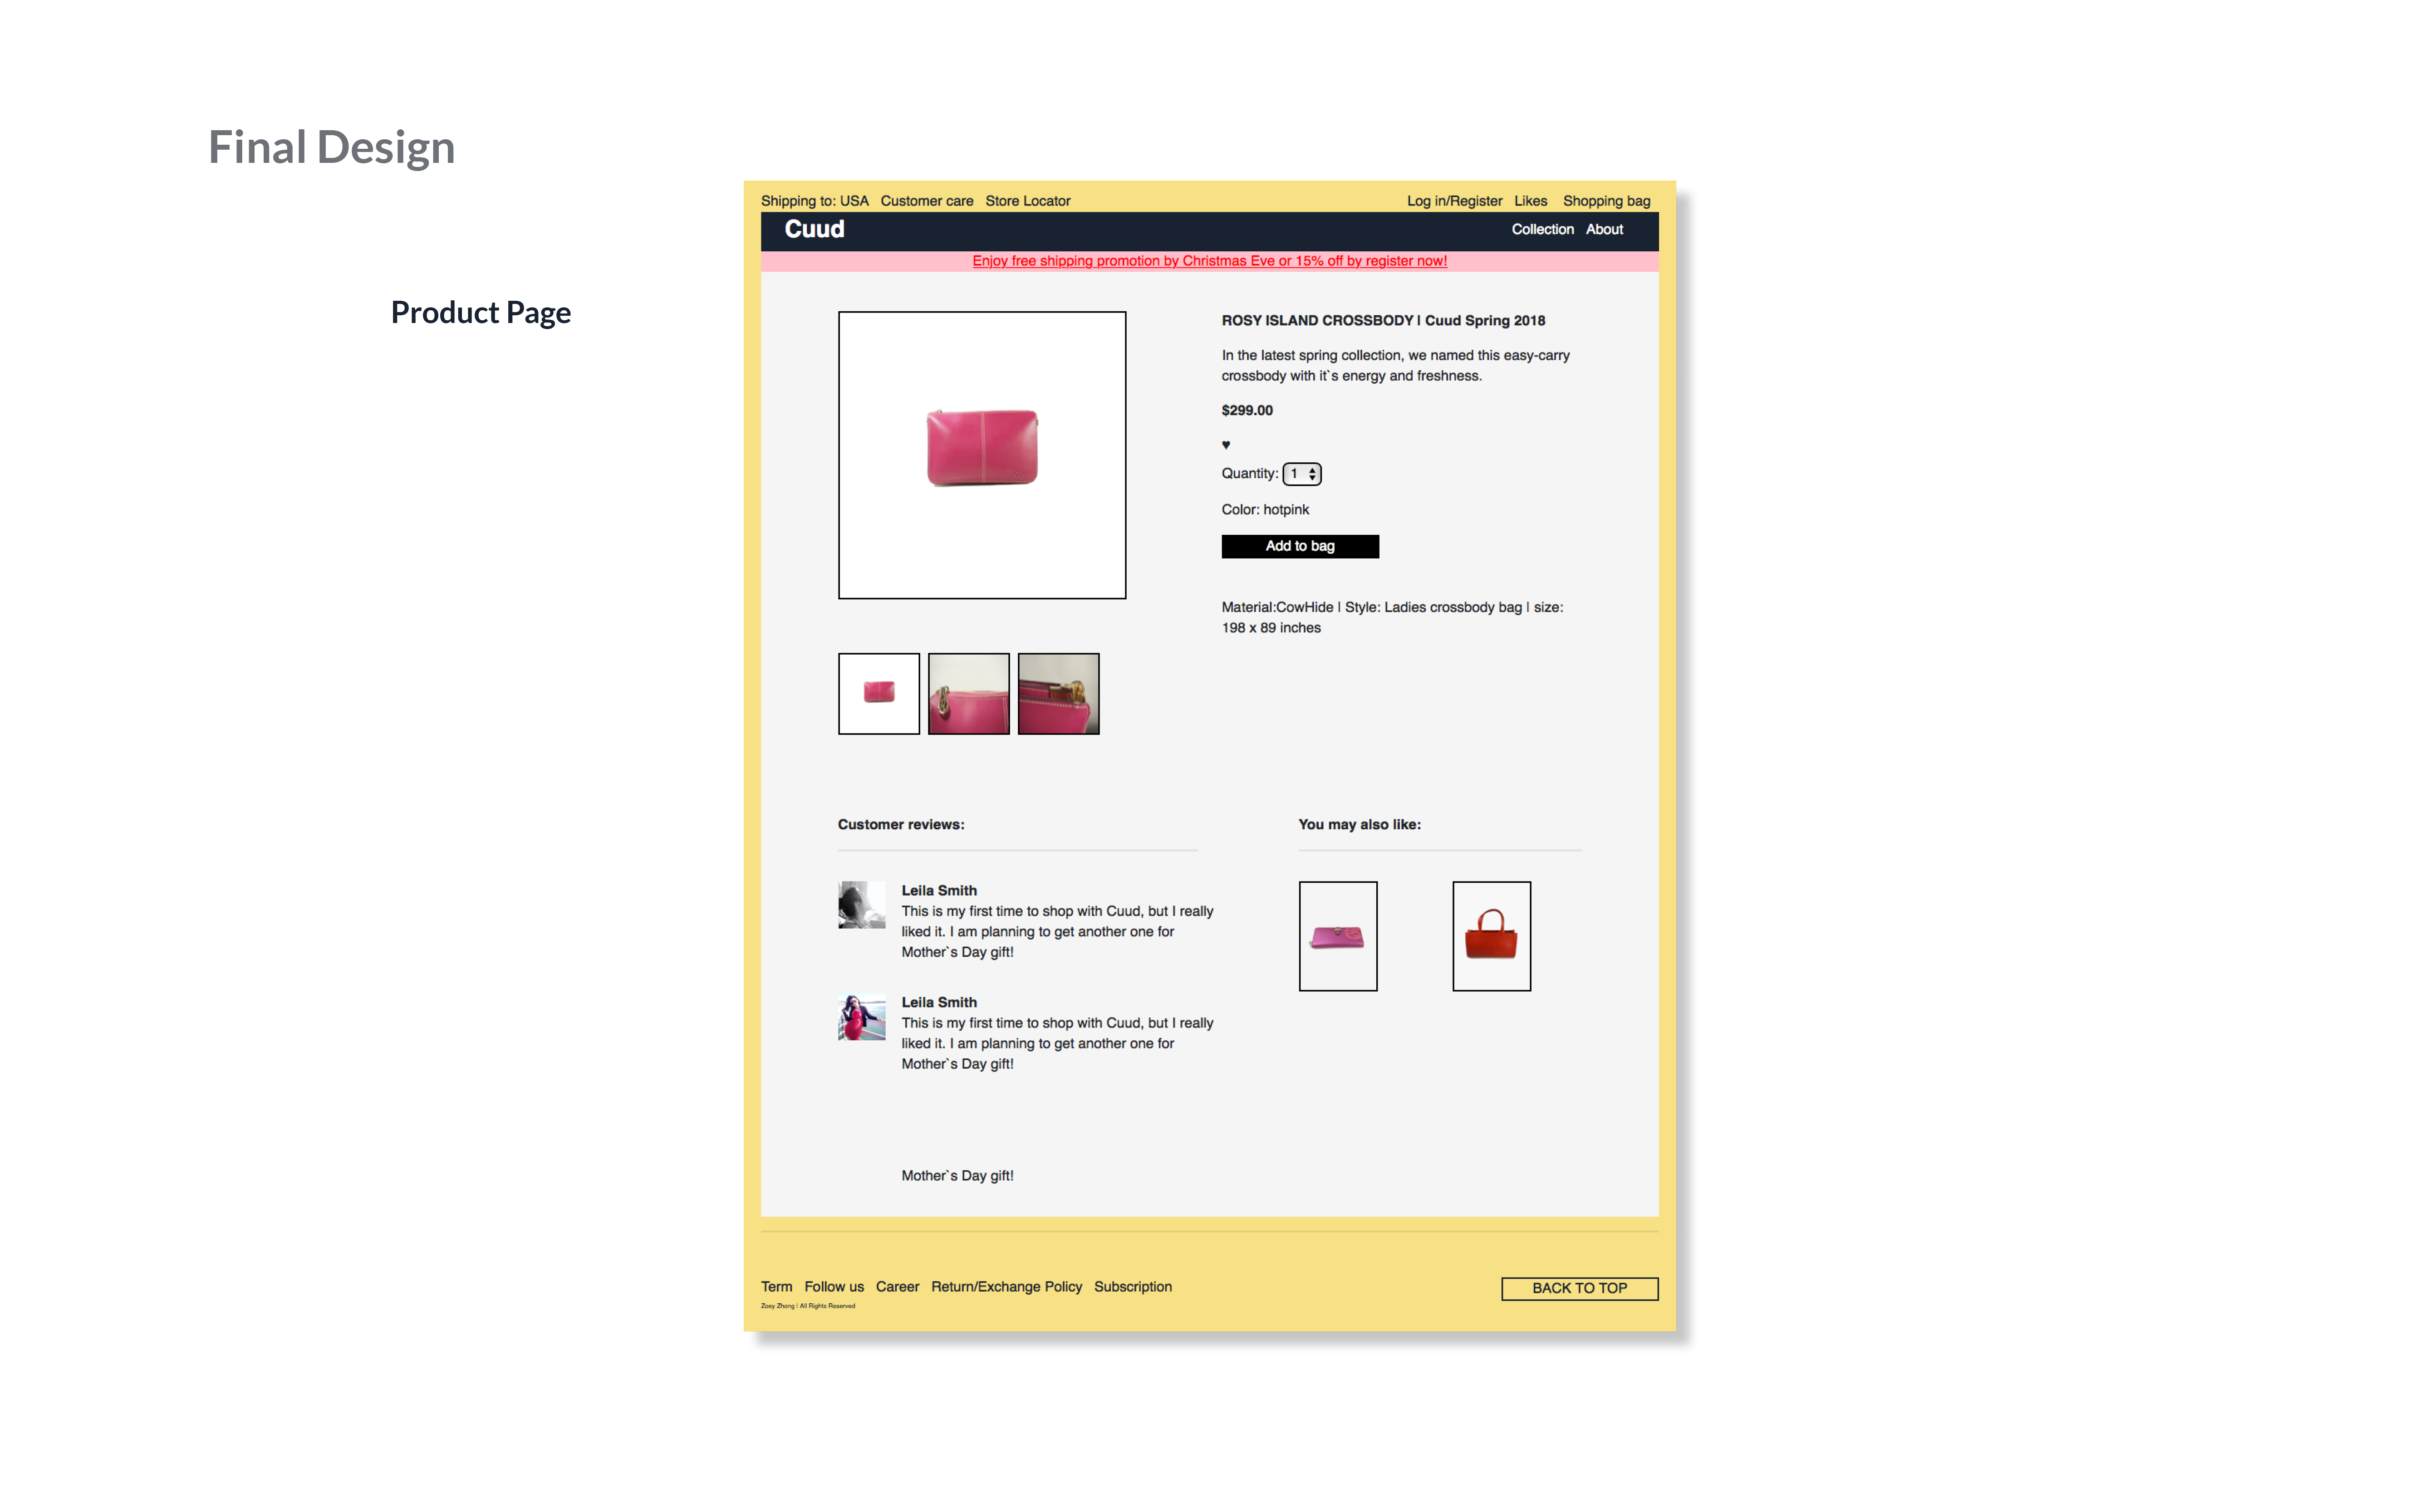 Final Design
Product Page
Shipping to: USA Customer care Store Locator Log in/Register Likes Shopping bag
Cuud Collection About
Enjoy free shipping promotion by Christmas Eve or 15% off by register now!
ROSY ISLAND CROSSBODY | Cuud Spring 2018
In the latest spring collection, we named this easy-carry
crossbody with it`s energy and freshness.
$299.00
♥
Quantity: 1
Color: hotpink
Add to bag
Material:CowHide | Style: Ladies crossbody bag | size:
198 x 89 inches
Customer reviews:
Leila Smith
This is my first time to shop with Cuud, but I really
liked it. I am planning to get another one for
Mother`s Day gift!
Leila Smith
This is my first time to shop with Cuud, but I really
liked it. I am planning to get another one for
Mother`s Day gift!
Mother`s Day gift!
You may also like:
Term Follow us Career Return/Exchange Policy Subscription
Zoey Zhong | All Rights Reserved
BACK TO TOP